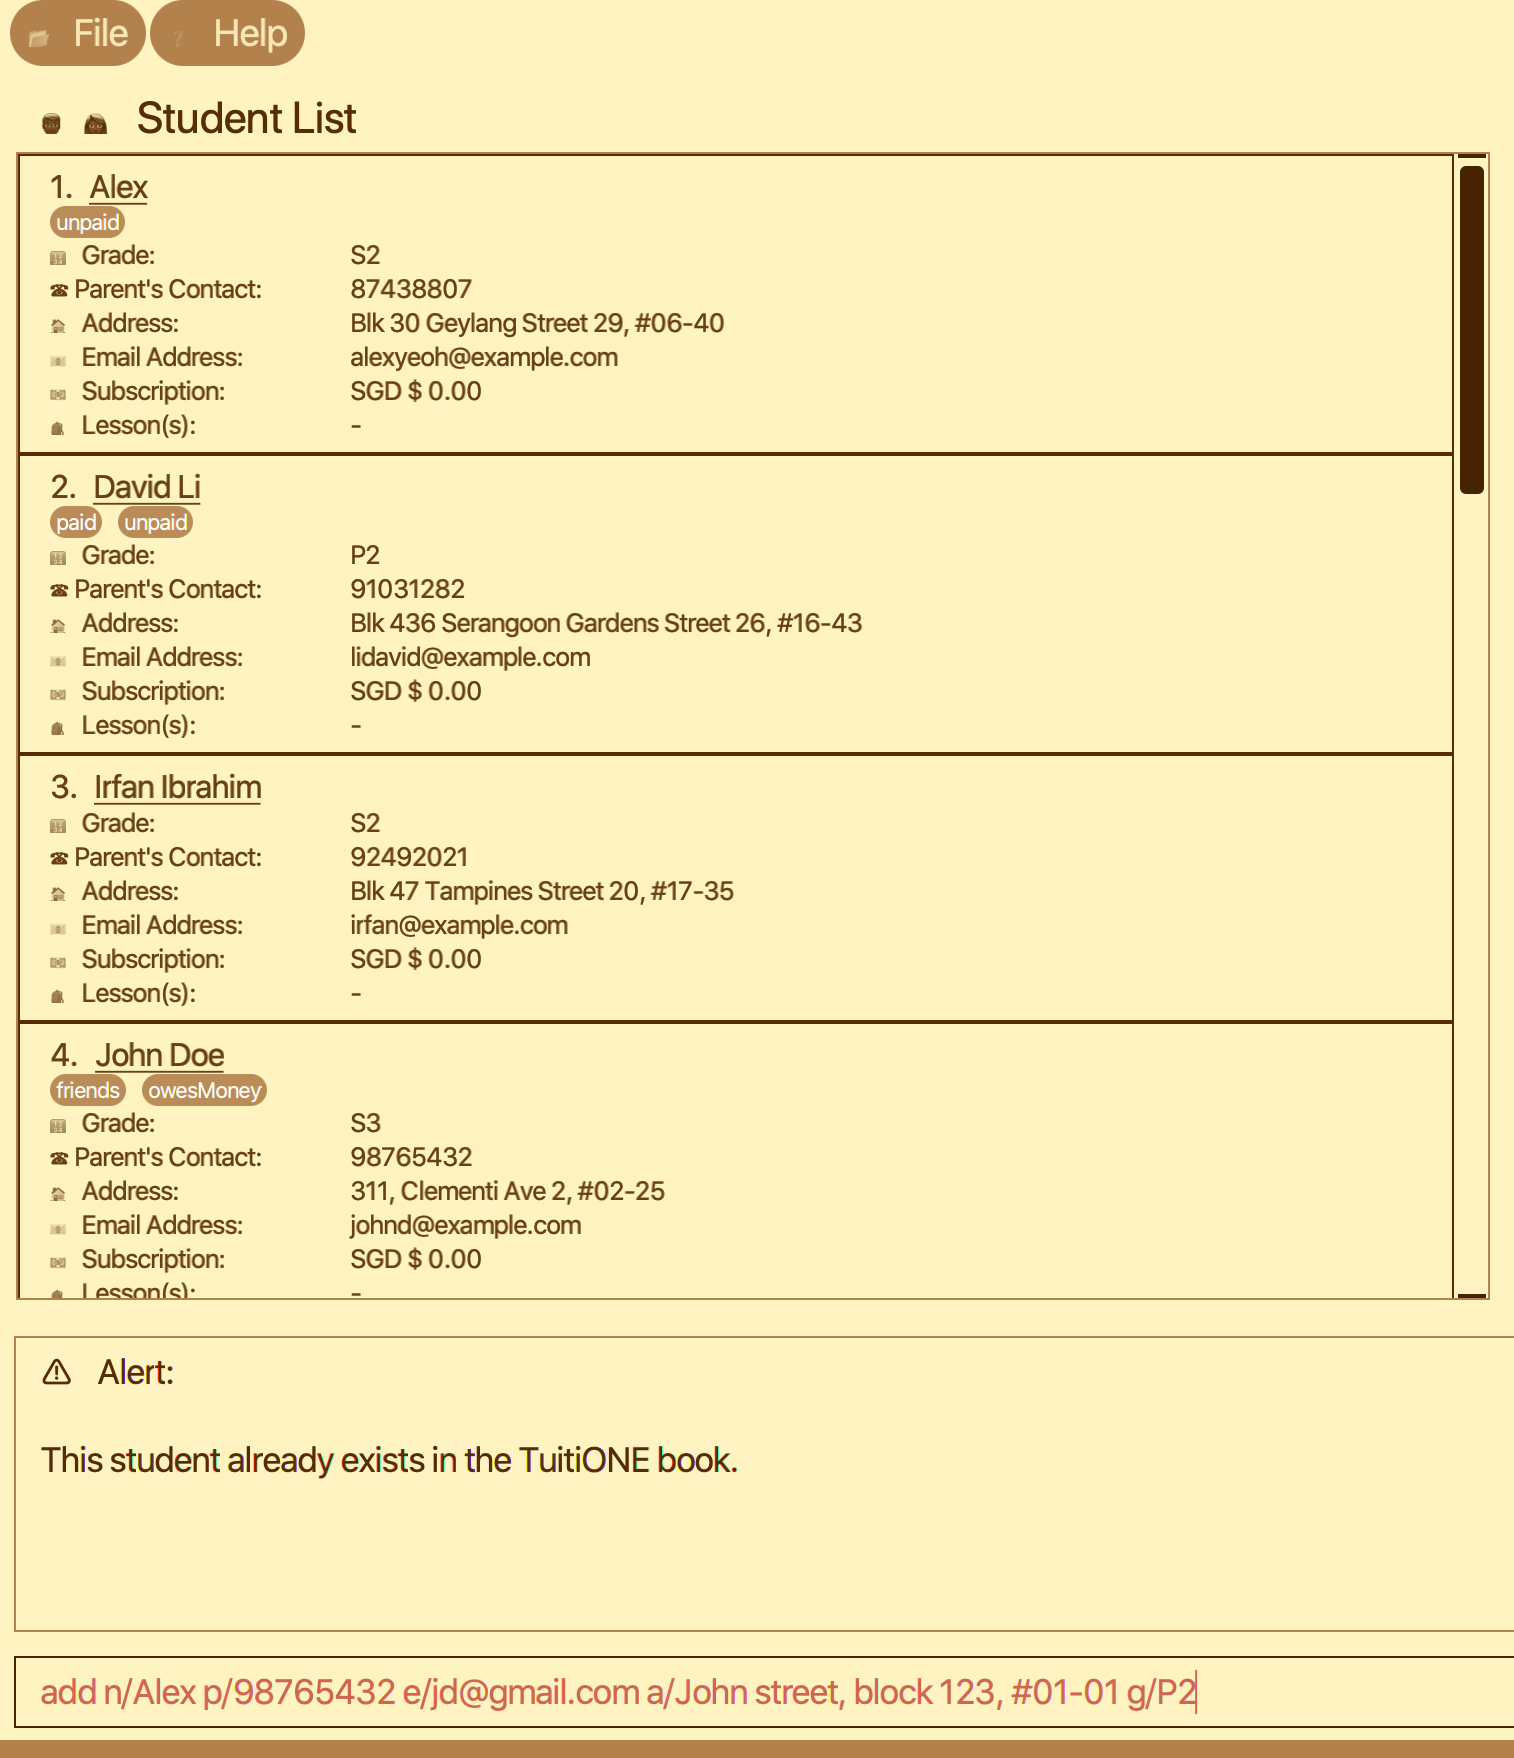 File Help
Student List
1. Alex
unpaid
Grade: S2
Parent's Contact: 87438807
Address: Blk 30 Geylang Street 29, #06-40
Email Address: alexyeoh@example.com
Subscription: SGD $ 0.00
Lesson(s): -
2. David Li
paid unpaid
Grade: P2
Parent's Contact: 91031282
Address: Blk 436 Serangoon Gardens Street 26, #16-43
Email Address: lidavid@example.com
Subscription: SGD $ 0.00
Lesson(s): -
3. Irfan Ibrahim
Grade: S2
Parent's Contact: 92492021
Address: Blk 47 Tampines Street 20, #17-35
Email Address: irfan@example.com
Subscription: SGD $ 0.00
Lesson(s): -
4. John Doe
friends owesMoney
Grade: S3
Parent's Contact: 98765432
Address: 311, Clementi Ave 2, #02-25
Email Address: johnd@example.com
Subscription: SGD $ 0.00
Lesson(s): -
Alert:
This student already exists in the TuitiONE book.
add n/Alex p/98765432 e/jd@gmail.com a/John street, block 123, #01-01 g/P2